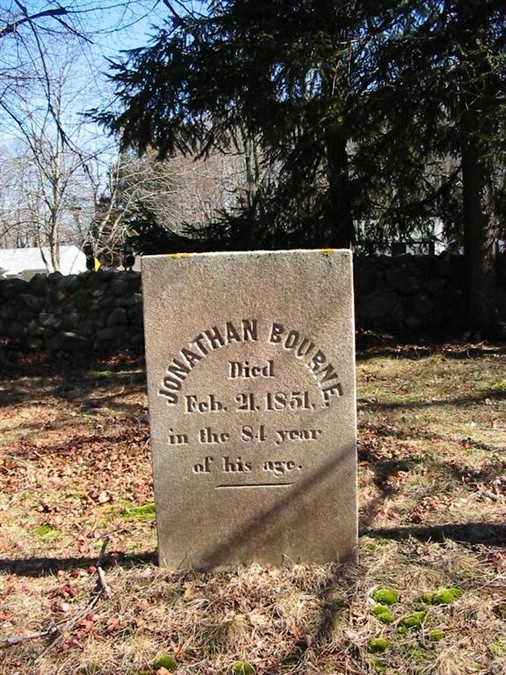 JONATHAN BOURNE
Died
Feb. 21, 1851,
in the 84 year
of his age.